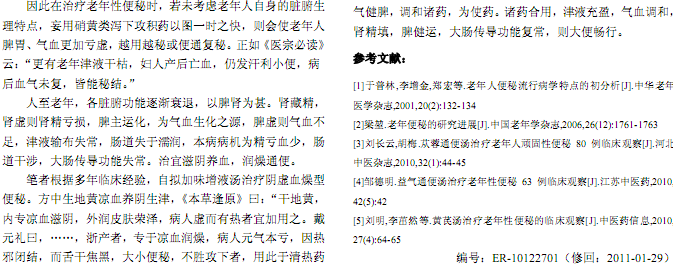 因此在治疗老年性便秘时，若未考虑老年人自身的脏腑生
理特点，妄用硝黄类泻下攻积药以图一时之快，则会使老年人
脾胃、气血更加亏虚，越用越秘或便通复秘。正如《医宗必读》
云：“更有老年津液干枯，妇人产后亡血，仍发汗利小便，病
后血气未复，皆能秘结。”
人至老年，各脏腑功能逐渐衰退，以脾肾为甚。肾藏精，
肾虚则肾精亏损，脾主运化，为气血生化之源，脾虚则气血不
足，津液输布失常，肠道失于濡润，本病病机为精亏血少，肠
道干涉，大肠传导功能失常。治宜滋阴养血，润燥通便。
笔者根据多年临床经验，自拟加味增液汤治疗阴虚血燥型
便秘。方中生地黄凉血养阴生津，《本草逢原》曰：“干地黄，
内专凉血滋阴，外润皮肤荣泽，病人虚而有热者宜加用之。戴
元礼曰，……，浙产者，专于凉血润燥，病人元气本亏，因热
邪闭结，而舌干焦黑，大小便秘，不胜攻下者，用此于清热药
气健脾，调和诸药，为使药。诸药合用，津液充盈，气血调和，
肾精填，脾健运，大肠传导功能复常，则大便畅行。
参考文献：
[1]于普林,李增金,郑宏等.老年人便秘流行病学特点的初分析[J].中华老年
医学杂志,2001,20(2):132-134
[2]梁堃.老年便秘的研究进展[J].中国老年学杂志,2006,26(12):1761-1763
[3]刘长云,胡梅.苁蓉通便汤治疗老年人顽固性便秘 80 例临床观察[J].河北
中医杂志,2010,32(1):44-45
[4]邹德明.益气通便汤治疗老年性便秘 63 例临床观察[J].江苏中医药,2010,
42(5):42
[5]刘明,李茁然等.黄芪汤治疗老年性便秘的临床观察[J].中医药信息,2010,
27(4):64-65
编号：ER-10122701（修回：2011-01-29）